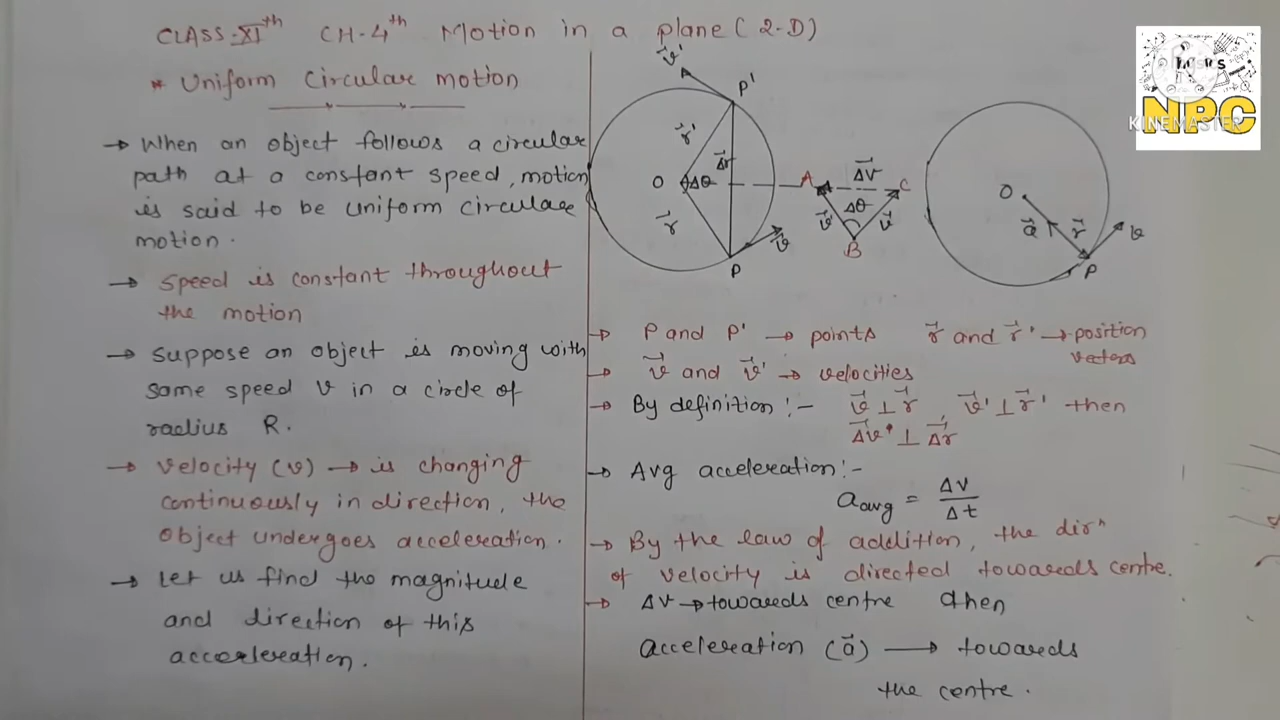 CLASS-XIth CH-4th Motion in a plane (2-D)
* Uniform Circular motion
→ When an object follows a circular
path at a constant speed, motion
is said to be uniform circular
motion.
→ Speed is constant throughout
the motion
→ Suppose an object is moving with
same speed v in a circle of
radius R.
→ Velocity (v) → is changing
continuously in direction, the
object undergoes acceleration.
→ Let us find the magnitude
and direction of this
accerleration.
v⃗'
P'
r⃗'
Δr⃗
O Δθ
r⃗
v⃗
P
A Δv⃗ C
v⃗' Δθ v⃗
B
O
a⃗ r⃗ v
P
Physics
NPC
KINEMASTER
→ P and P' → points r⃗ and r⃗' → position
vectors
→ v⃗ and v⃗' → velocities
→ By definition :- v⃗ ⊥ r⃗, v⃗' ⊥ r⃗' then
Δv⃗ ⊥ Δr⃗
→ Avg acceleration :-
aavg = Δv/Δt
→ By the law of addition, the dirⁿ
of velocity is directed towards centre.
→ Δv → towards centre then
acceleration (a⃗) → towards
the centre.